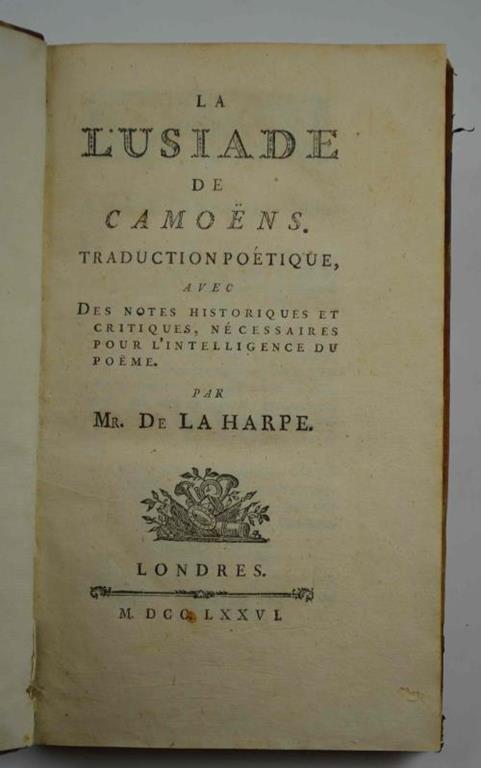 LA
LUSIADE
DE
CAMOËNS.
TRADUCTION POÉTIQUE,
AVEC
DES NOTES HISTORIQUES ET
CRITIQUES, NÉCESSAIRES
POUR L'INTELLIGENCE DU
POËME.
PAR
MR. DE LA HARPE.
LONDRES.
M. DCC. LXXVI.